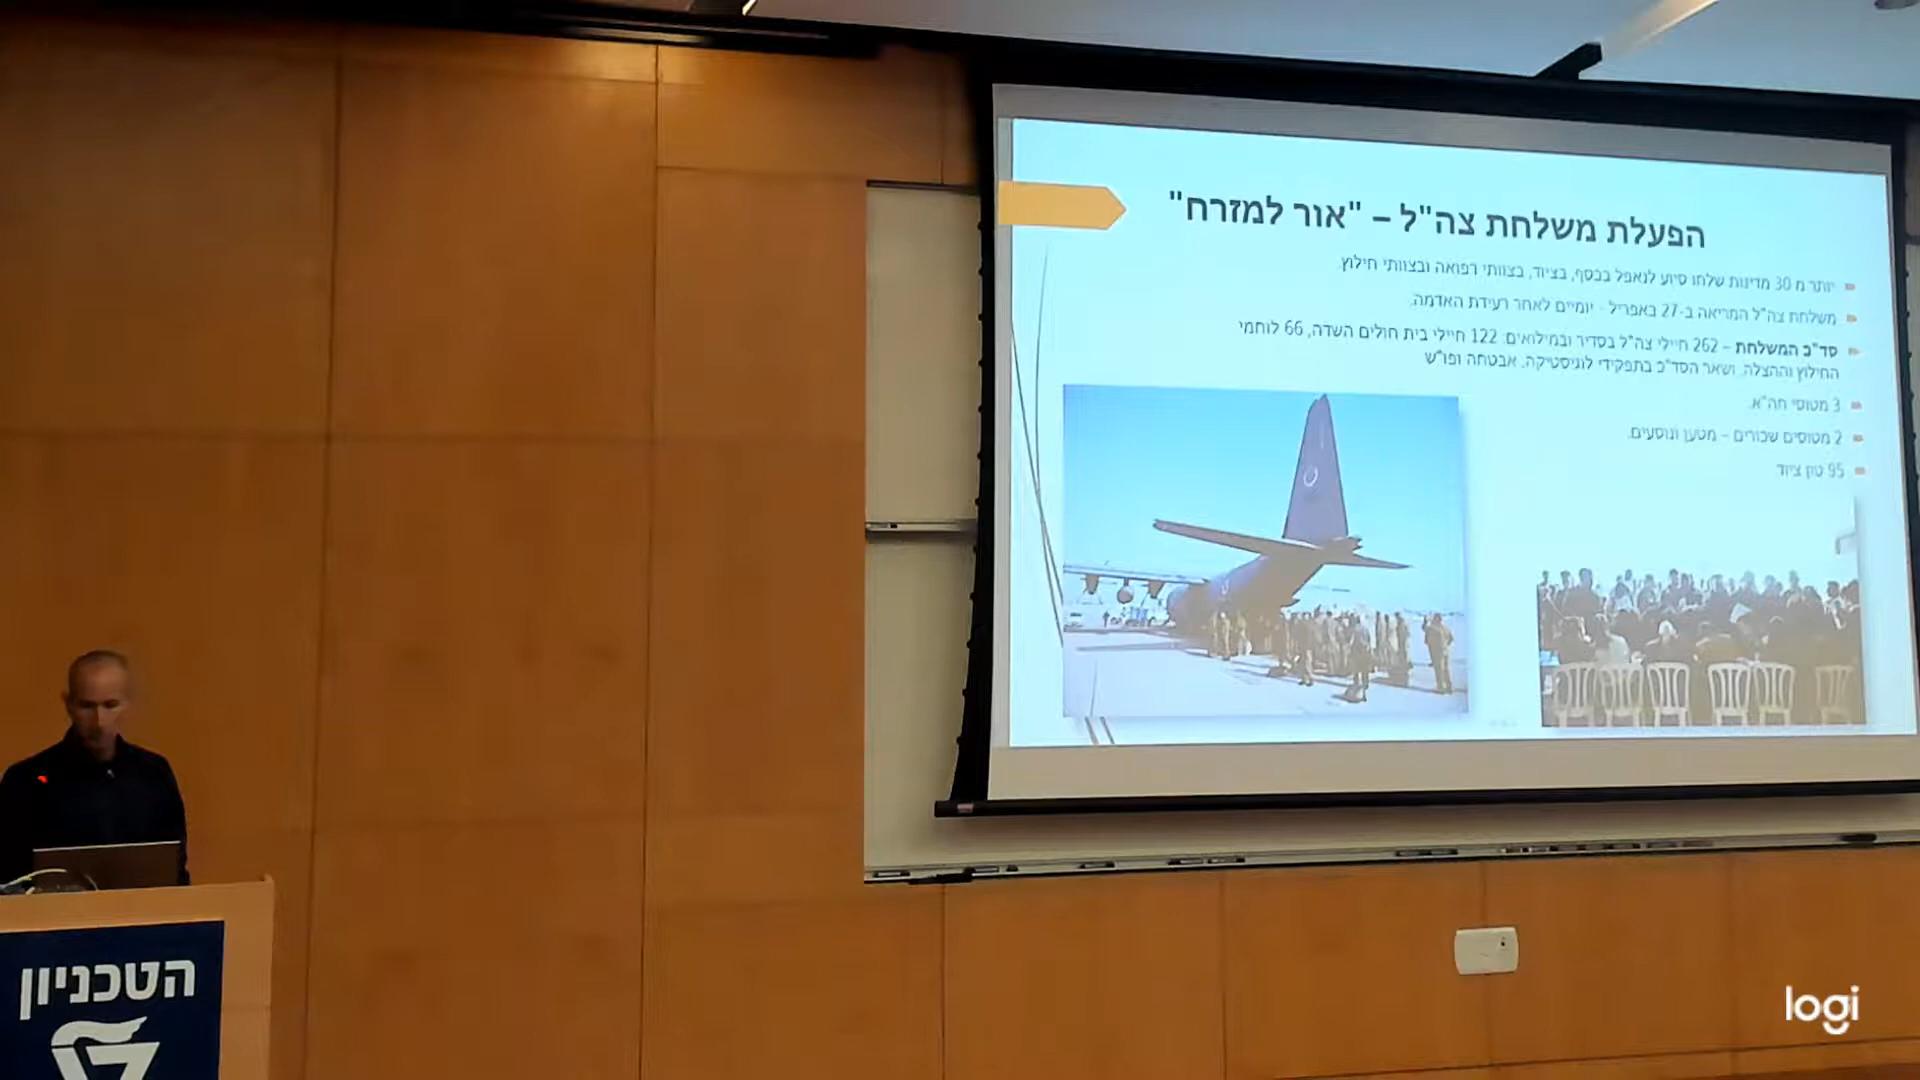 הפעלת משלחת צה"ל – "אור למזרח"
יותר מ 30 מדינות שלחו סיוע לנאפל בכסף, בציוד, בצוותי רפואה ובצוותי חילוץ.
משלחת צה"ל המריאה ב-27 באפריל - יומיים לאחר רעידת האדמה.
סד"כ המשלחת – 262 חיילי צה"ל בסדיר ובמילואים: 122 חיילי בית חולים השדה, 66 לוחמי
החילוץ וההצלה, ושאר הסד"כ בתפקידי לוגיסטיקה, אבטחה ופו"ש
3 מטוסי חה"א.
2 מטוסים שכורים – מטען ונוסעים.
95 טון ציוד
הטכניון
logi